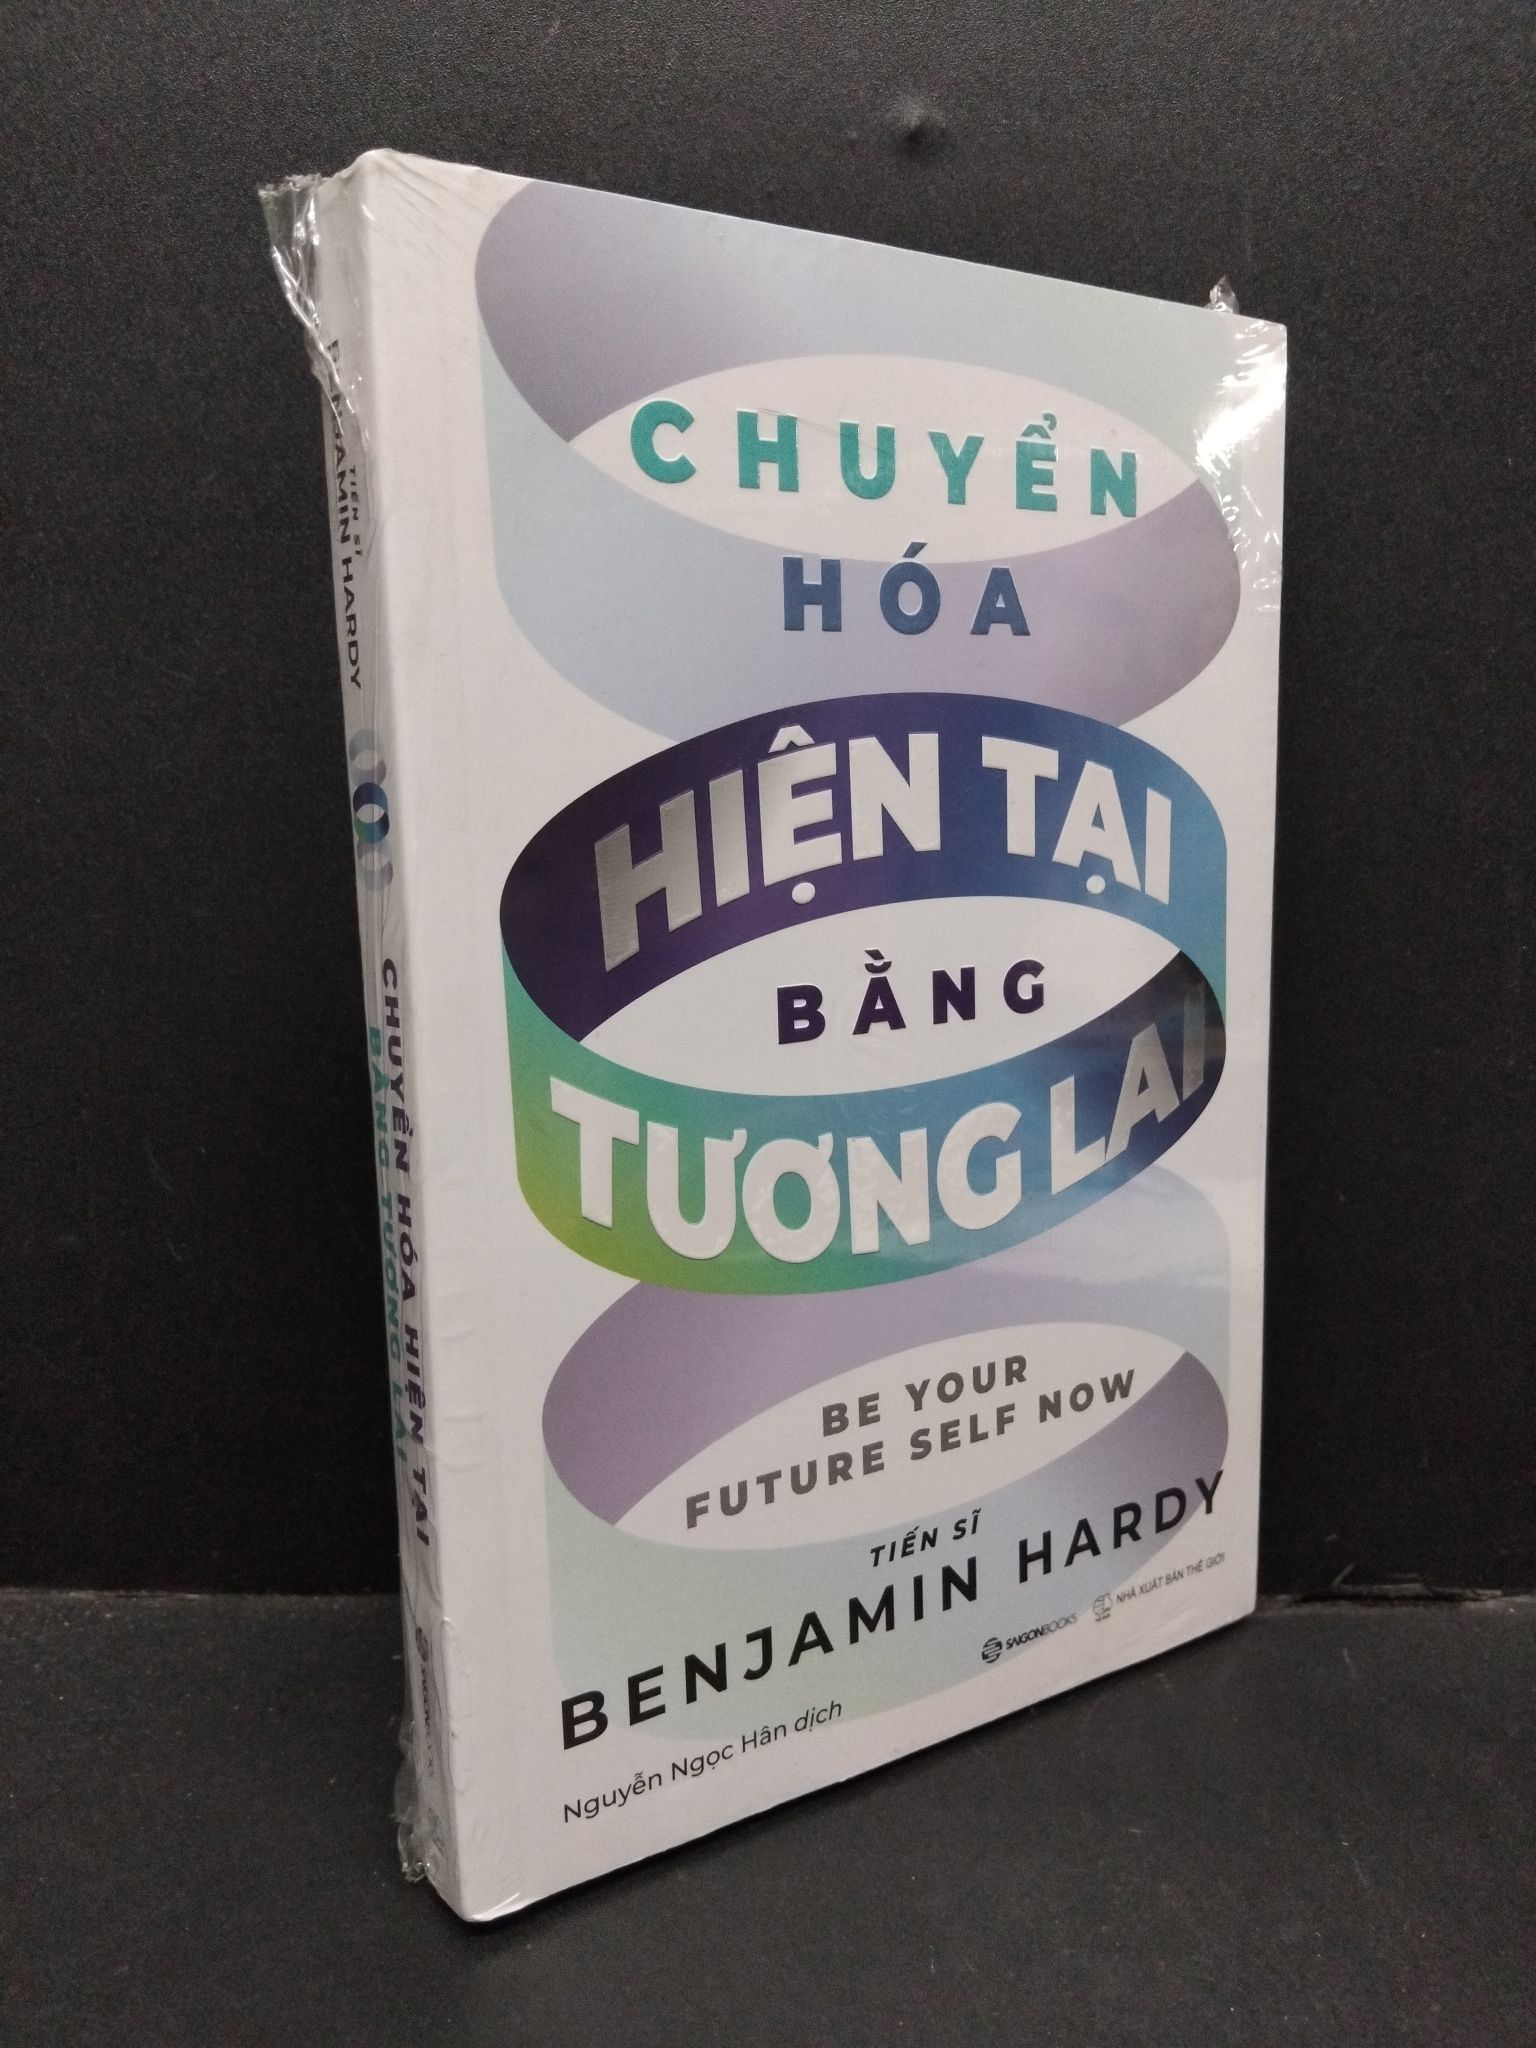 CHUYỂN
HÓA
HIỆN TẠI
BẰNG
TƯƠNG LAI
BE YOUR
FUTURE SELF NOW
TIẾN SĨ
BENJAMIN HARDY
SAIGONBOOKS
NHÀ XUẤT BẢN THẾ GIỚI
Nguyễn Ngọc Hân dịch
TIẾN SĨ
BENJAMIN HARDY
CHUYỂN HÓA HIỆN TẠI
BẰNG TƯƠNG LAI